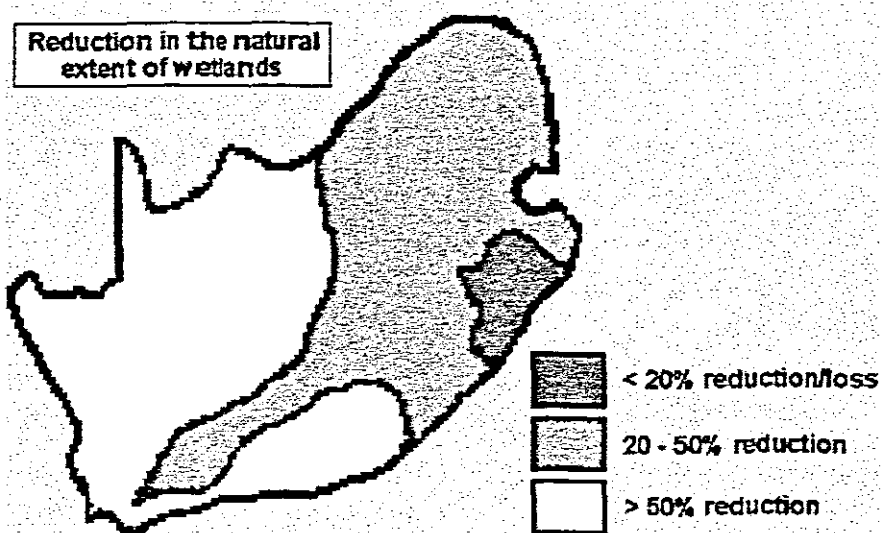 Reduction in the natural
extent of wetlands
< 20% reduction/loss
20 - 50% reduction
> 50% reduction